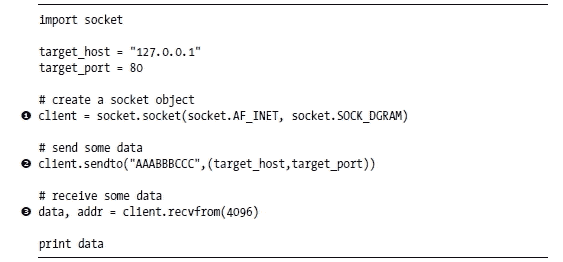 import socket
target_host = "127.0.0.1"
target_port = 80
# create a socket object
❶ client = socket.socket(socket.AF_INET, socket.SOCK_DGRAM)
# send some data
❷ client.sendto("AAABBBCCC",(target_host,target_port))
# receive some data
❸ data, addr = client.recvfrom(4096)
print data